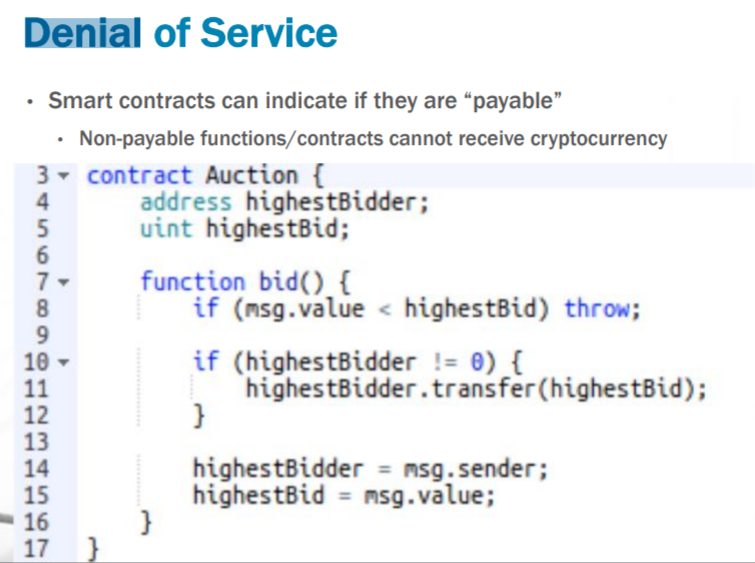 Denial of Service
• Smart contracts can indicate if they are “payable”
• Non-payable functions/contracts cannot receive cryptocurrency
3 contract Auction {
4 address highestBidder;
5 uint highestBid;
6
7 function bid() {
8 if (msg.value < highestBid) throw;
9
10 if (highestBidder != 0) {
11 highestBidder.transfer(highestBid);
12 }
13
14 highestBidder = msg.sender;
15 highestBid = msg.value;
16 }
17 }